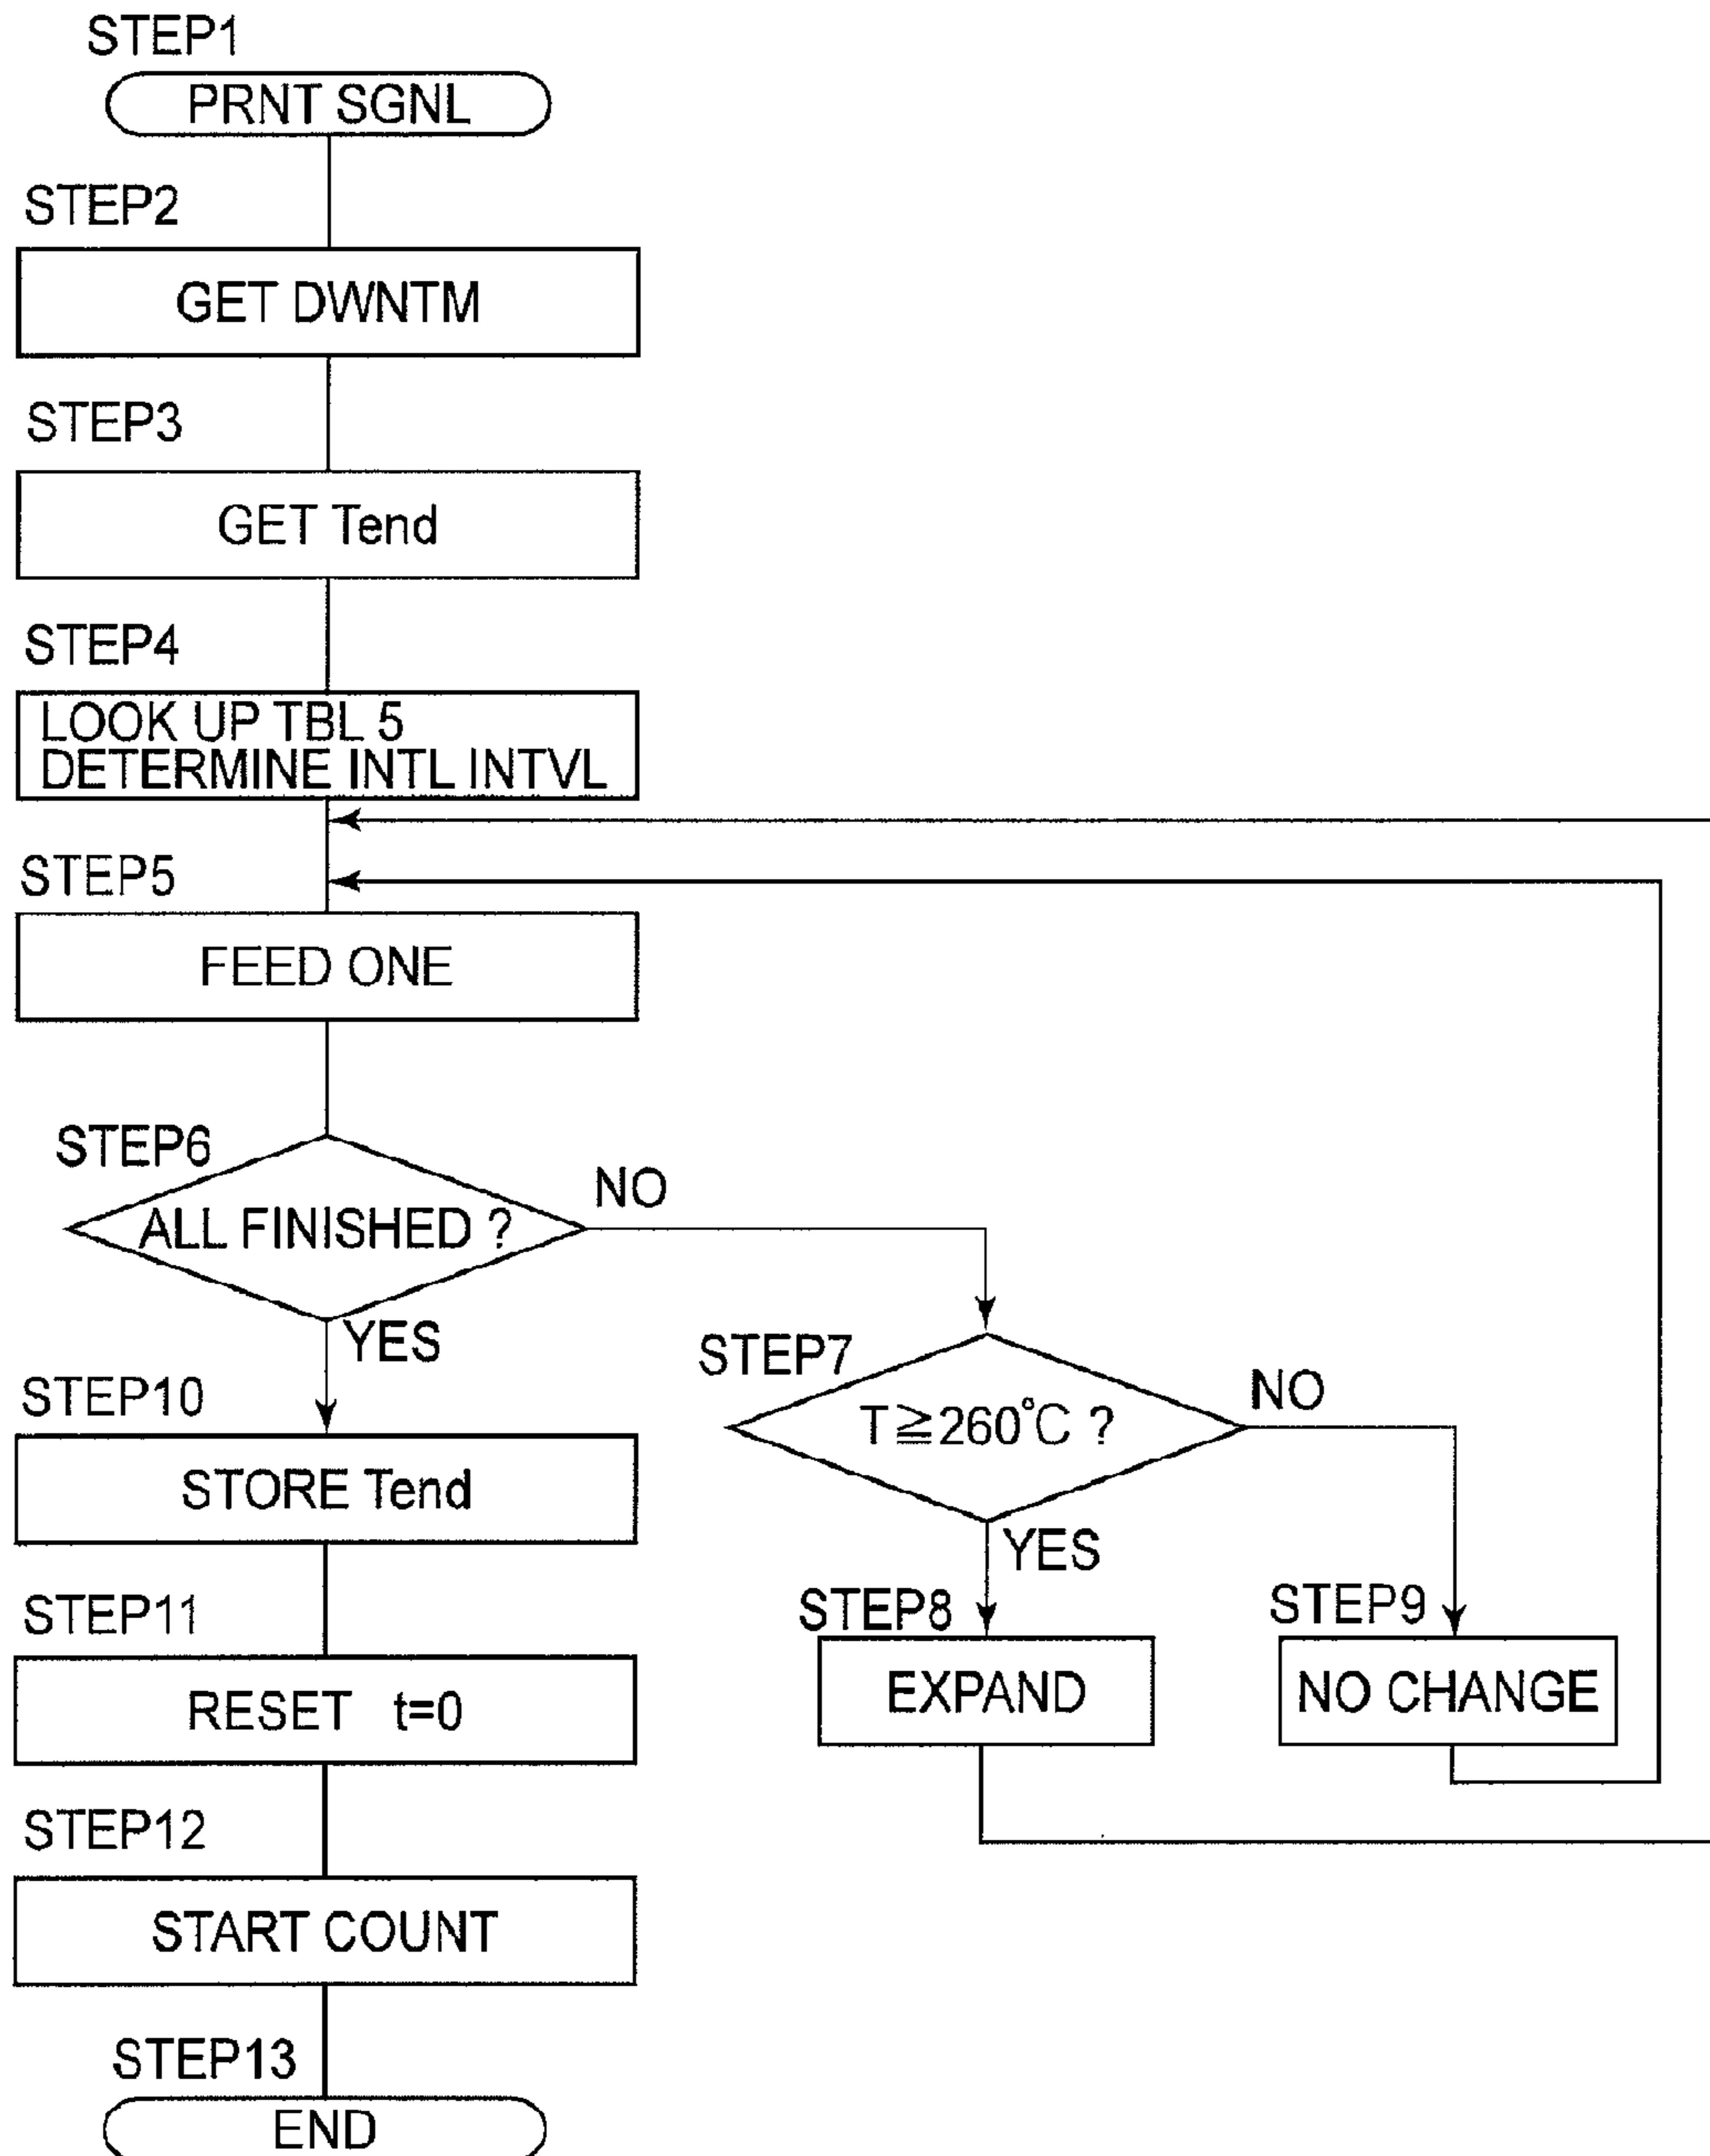 STEP1
PRNT SGNL
STEP2
GET DWNTM
STEP3
GET Tend
STEP4
LOOK UP TBL 5
DETERMINE INTL INTVL
STEP5
FEED ONE
STEP6
ALL FINISHED ?
NO
YES
STEP7
T≧260°C ?
NO
YES
STEP8
EXPAND
STEP9
NO CHANGE
STEP10
STORE Tend
STEP11
RESET t=0
STEP12
START COUNT
STEP13
END